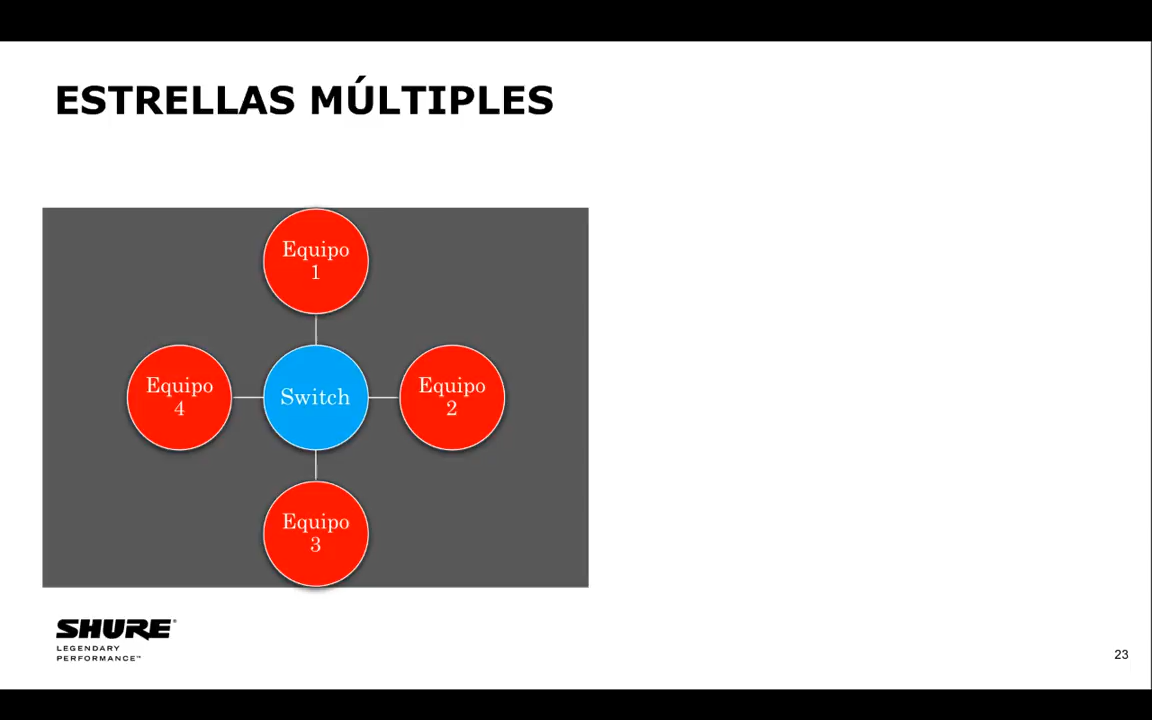 ESTRELLAS MÚLTIPLES
Equipo
1
Equipo
4
Switch
Equipo
2
Equipo
3
SHURE®
LEGENDARY
PERFORMANCE™
23